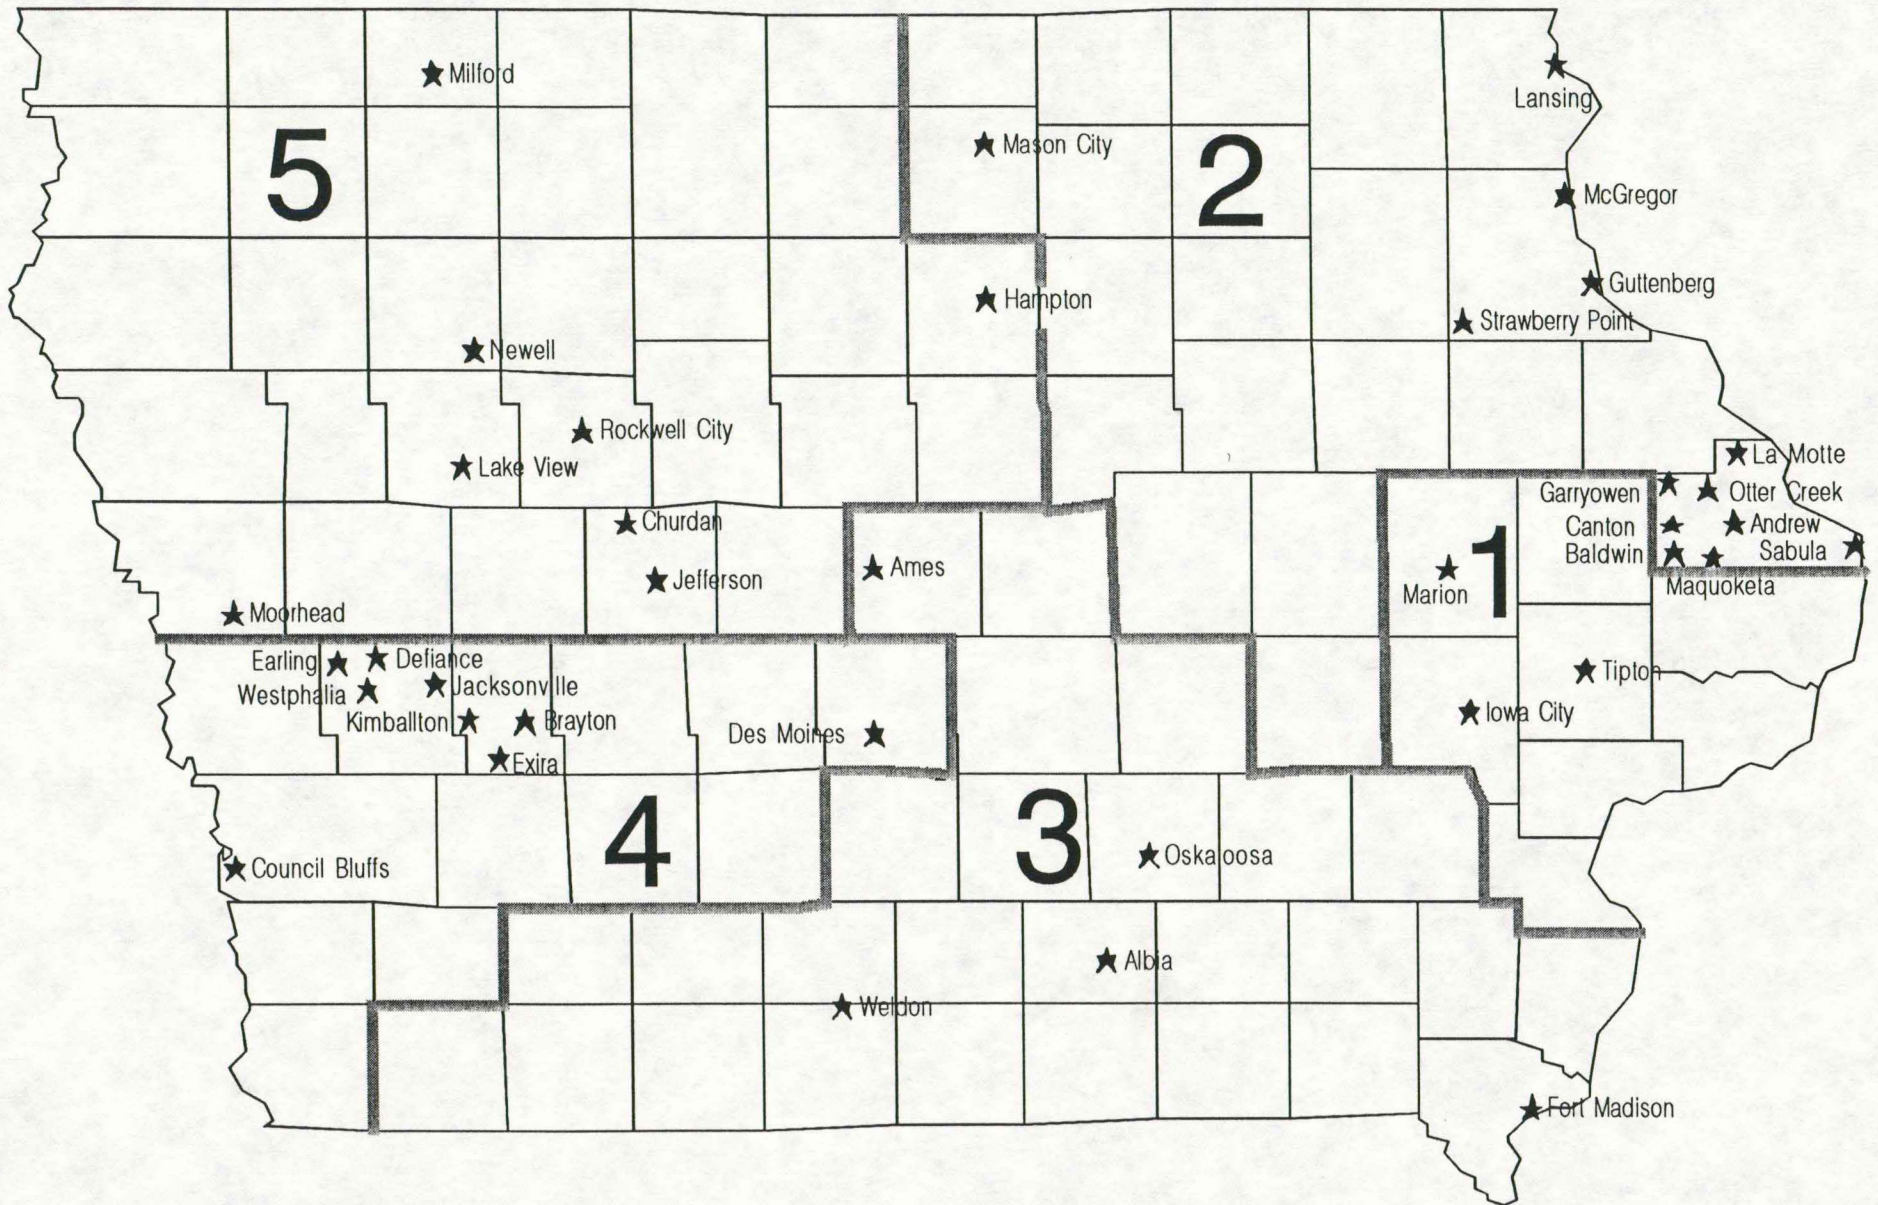 Milford
Lansing
5
Mason City
2
McGregor
Hampton
Guttenberg
Strawberry Point
Newell
Rockwell City
Lake View
La Motte
Garryowen
Otter Creek
Churdan
Canton
Andrew
1
Ames
Baldwin
Sabula
Jefferson
Marion
Maquoketa
Moorhead
Earling
Defiance
Tipton
Westphalia
Jacksonville
Kimballton
Brayton
Iowa City
Des Moines
Exira
4
3
Oskaloosa
Council Bluffs
Albia
Weldon
Fort Madison